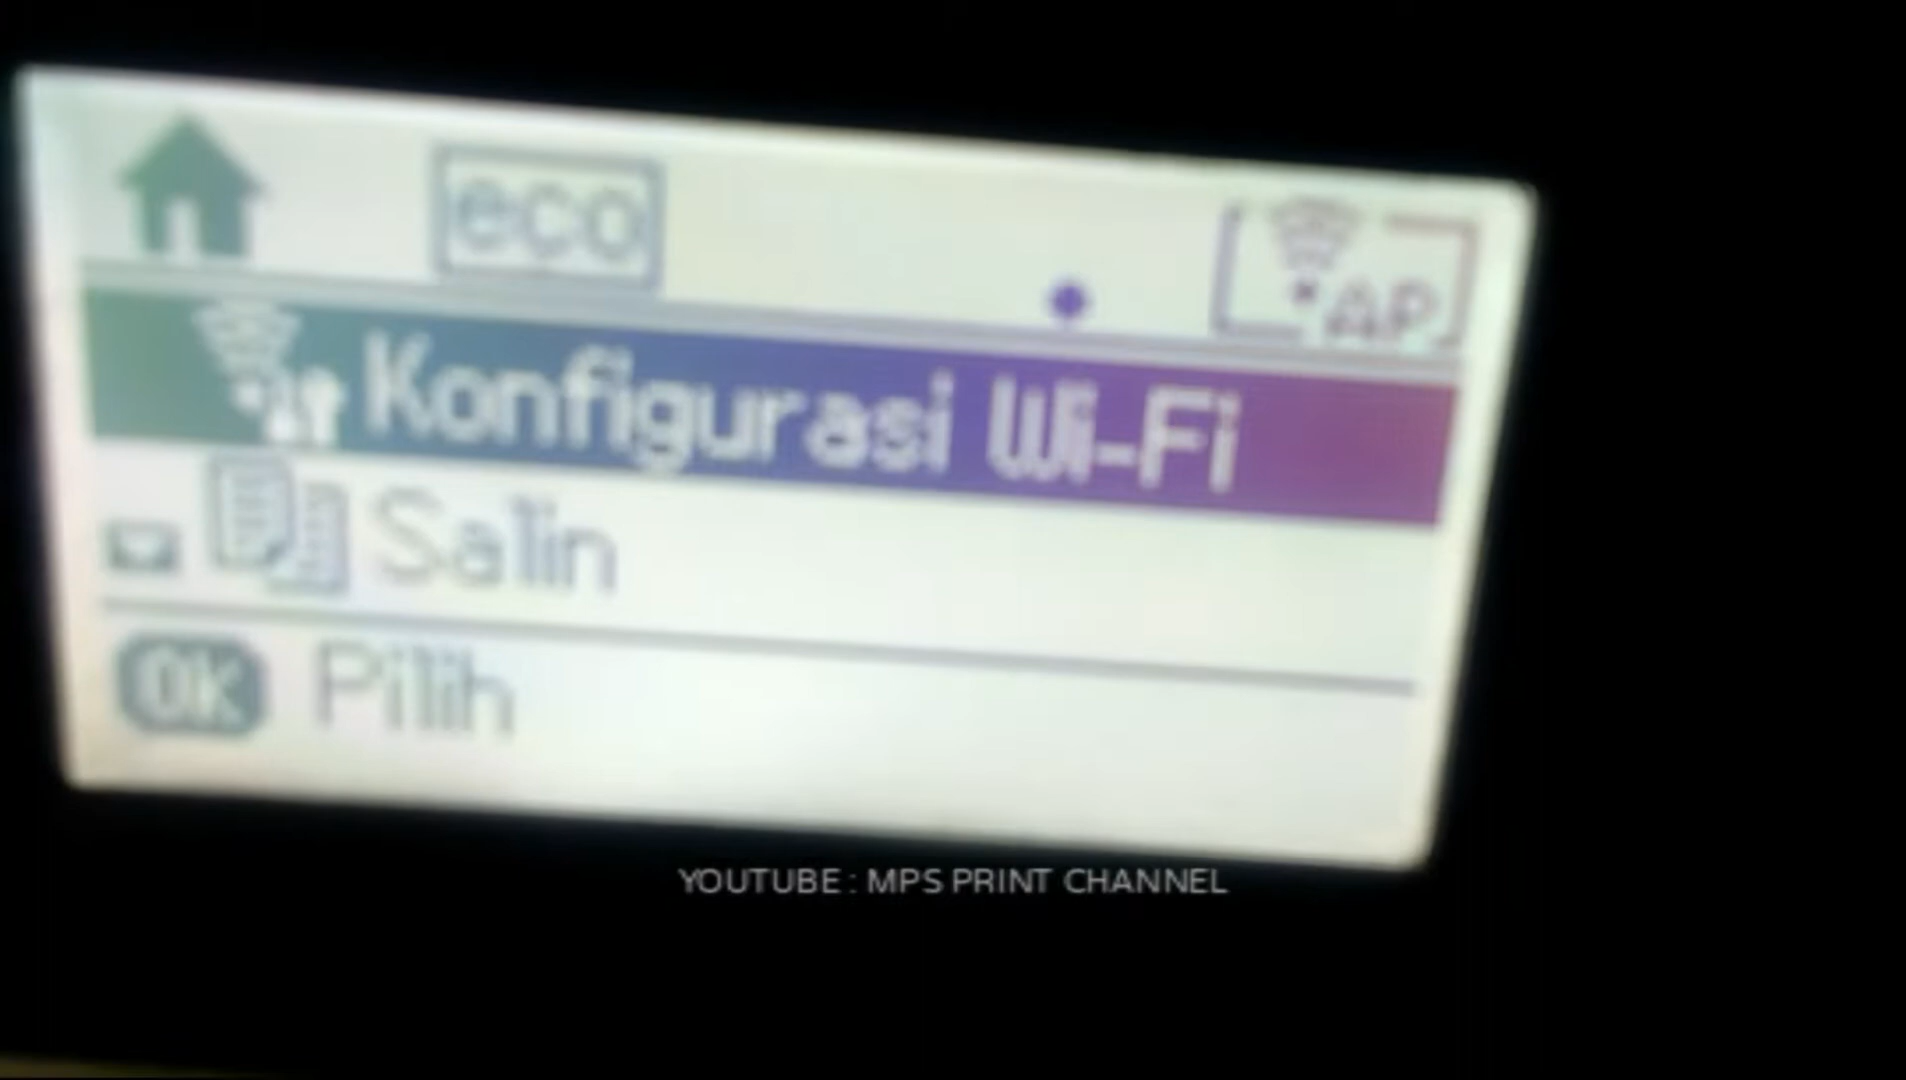 eco
AP
Konfigurasi Wi-Fi
Salin
OK Pilih
YOUTUBE : MPS PRINT CHANNEL